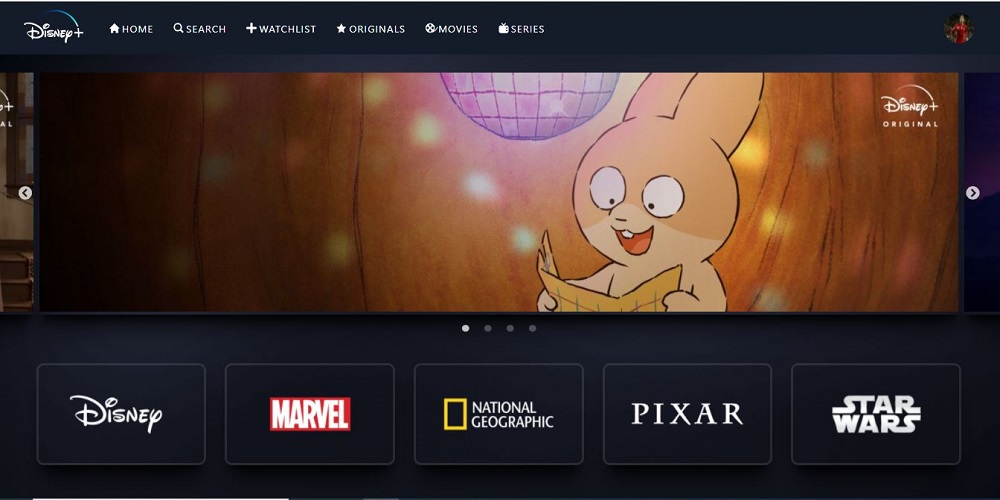 Disney+
HOME
SEARCH
WATCHLIST
ORIGINALS
MOVIES
SERIES
Disney+
ORIGINAL
Disney
MARVEL
NATIONAL
GEOGRAPHIC
PIXAR
STAR
WARS